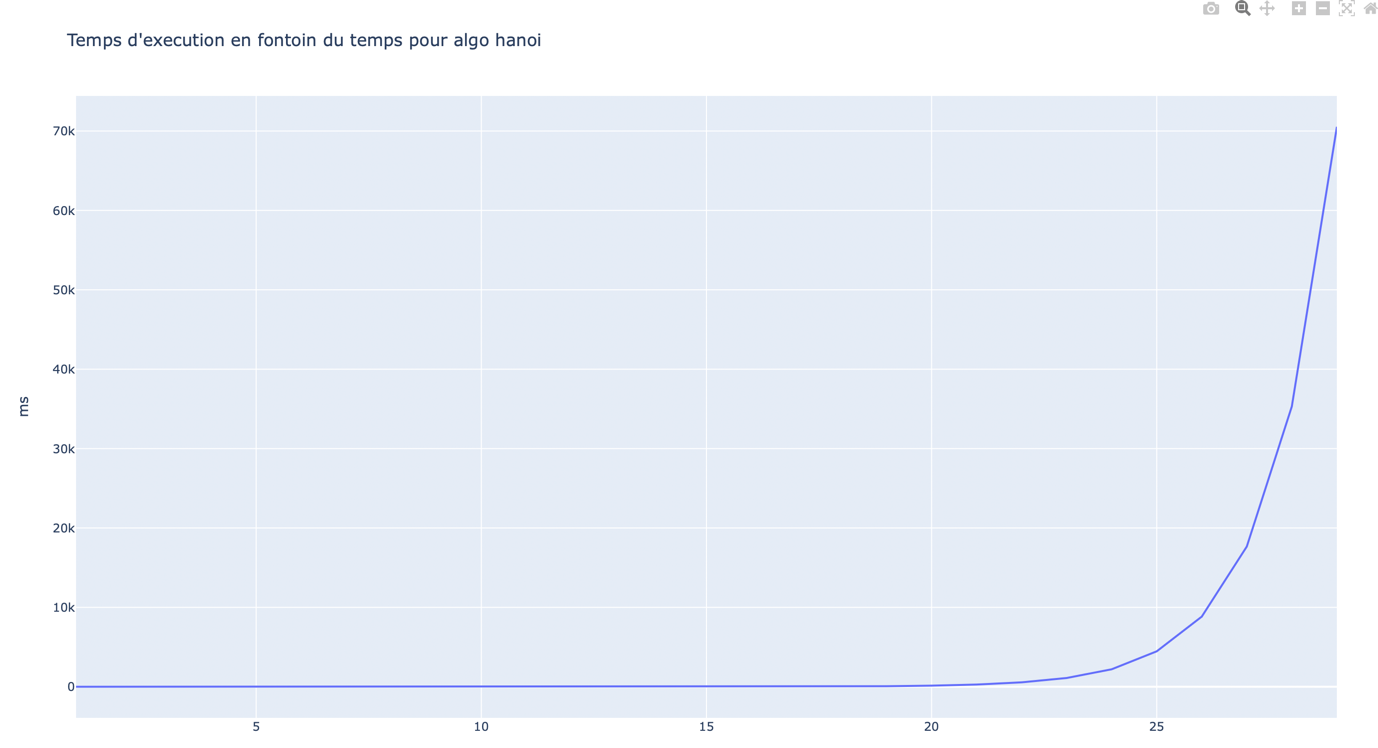 Temps d'execution en fontoin du temps pour algo hanoi
70k
60k
50k
40k
ms
30k
20k
10k
0
5
10
15
20
25